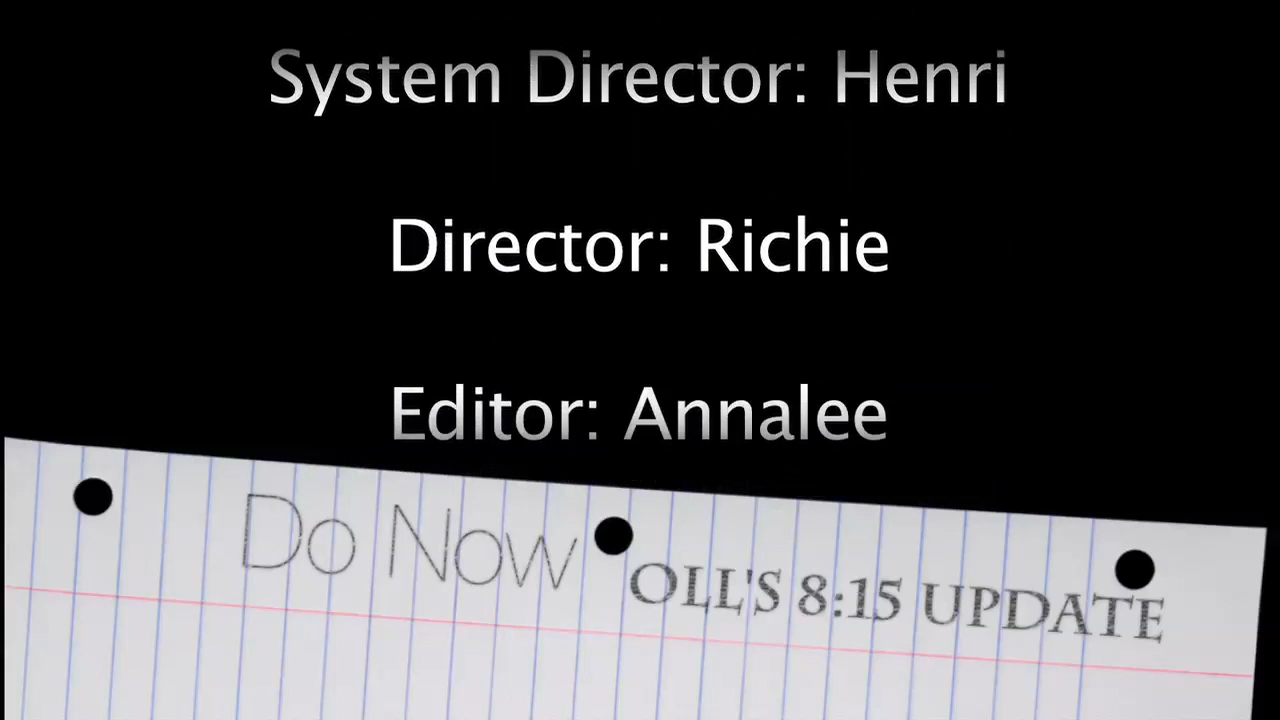 System Director: Henri
Director: Richie
Editor: Annalee
Do Now
OLL'S 8:15 UPDATE